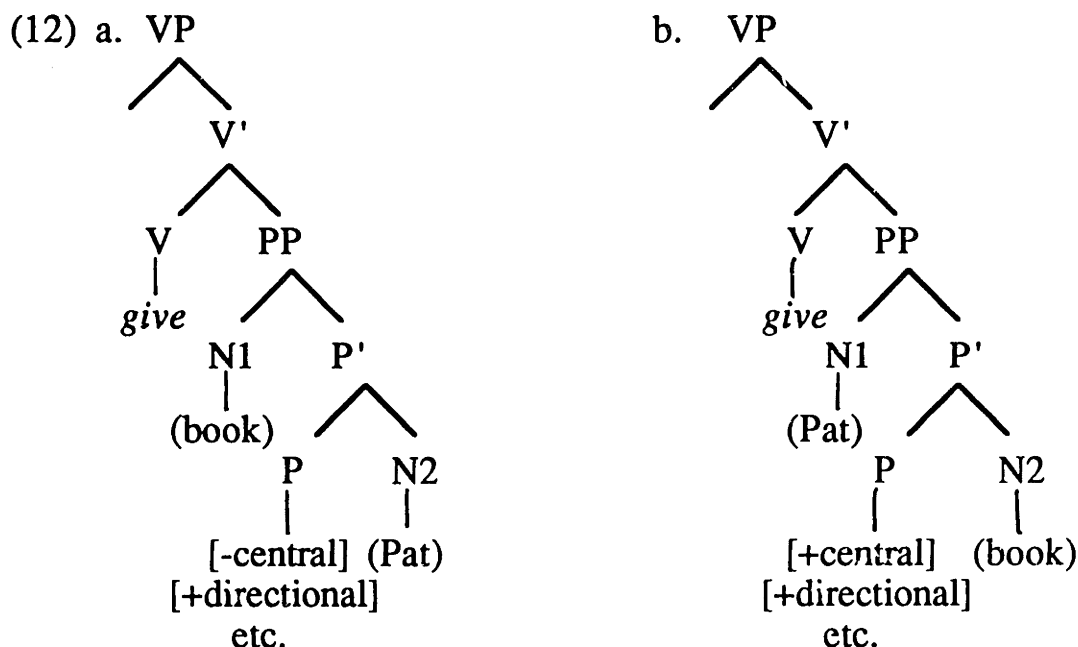 (12) a. VP b. VP
V' V'
V PP V PP
give give
N1 P' N1 P'
(book) (Pat)
P N2 P N2
[-central] (Pat) [+central] (book)
[+directional] [+directional]
etc. etc.